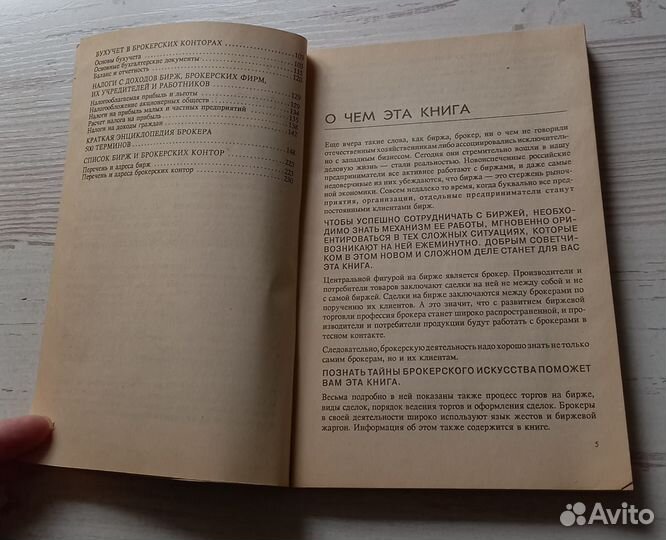 БУХУЧЕТ В БРОКЕРСКИХ КОНТОРАХ
Основы бухучета 109
Основные бухгалтерские документы
Баланс и отчетность
НАЛОГИ С ДОХОДОВ БИРЖ, БРОКЕРСКИХ ФИРМ,
ИХ УЧРЕДИТЕЛЕЙ И РАБОТНИКОВ 129
Налогооблагаемая прибыль и льготы
Налогообложение акционерных обществ
Налоги на прибыль малых и частных предприятий
Расчет налога на прибыль
Налоги на доходы граждан
КРАТКАЯ ЭНЦИКЛОПЕДИЯ БРОКЕРА
500 ТЕРМИНОВ 148
СПИСОК БИРЖ И БРОКЕРСКИХ КОНТОР 223
Перечень и адреса бирж 223
Перечень и адреса брокерских контор 230
О ЧЕМ ЭТА КНИГА
Еще вчера такие слова, как биржа, брокер, ни о чем не говорили
отечественным хозяйственникам либо ассоциировались исключитель-
но с западным бизнесом. Сегодня они стремительно вошли в нашу
деловую жизнь — стали реальностью. Новоиспеченные российские
предприниматели все активнее работают с биржами, и даже самые
недоверчивые из них убеждаются, что биржа — это стержень рыноч-
ной экономики. Совсем недалеко то время, когда буквально все пред-
приятия, организации, отдельные предприниматели станут
постоянными клиентами бирж.
ЧТОБЫ УСПЕШНО СОТРУДНИЧАТЬ С БИРЖЕЙ, НЕОБХО-
ДИМО ЗНАТЬ МЕХАНИЗМ ЕЕ РАБОТЫ, МГНОВЕННО ОРИ-
ЕНТИРОВАТЬСЯ В ТЕХ СЛОЖНЫХ СИТУАЦИЯХ, КОТОРЫЕ
ВОЗНИКАЮТ НА НЕЙ ЕЖЕМИНУТНО. ДОБРЫМ СОВЕТЧИ-
КОМ В ЭТОМ НОВОМ И СЛОЖНОМ ДЕЛЕ СТАНЕТ ДЛЯ ВАС
ЭТА КНИГА.
Центральной фигурой на бирже является брокер. Производители и
потребители товаров заключают сделки на ней не между собой и не
с самой биржей. Сделки на бирже заключаются между брокерами по
поручению их клиентов. А это значит, что с развитием биржевой
торговли профессия брокера станет широко распространенной, и про-
изводители и потребители продукции будут работать с брокерами в
тесном контакте.
Следовательно, брокерскую деятельность надо хорошо знать не только
самим брокерам, но и их клиентам.
ПОЗНАТЬ ТАЙНЫ БРОКЕРСКОГО ИСКУССТВА ПОМОЖЕТ
ВАМ ЭТА КНИГА.
Весьма подробно в ней показаны также процесс торгов на бирже,
виды сделок, порядок ведения торгов и оформления сделок. Брокеры
в своей деятельности широко используют язык жестов и биржевой
жаргон. Информация об этом также содержится в книге.
5
Avito